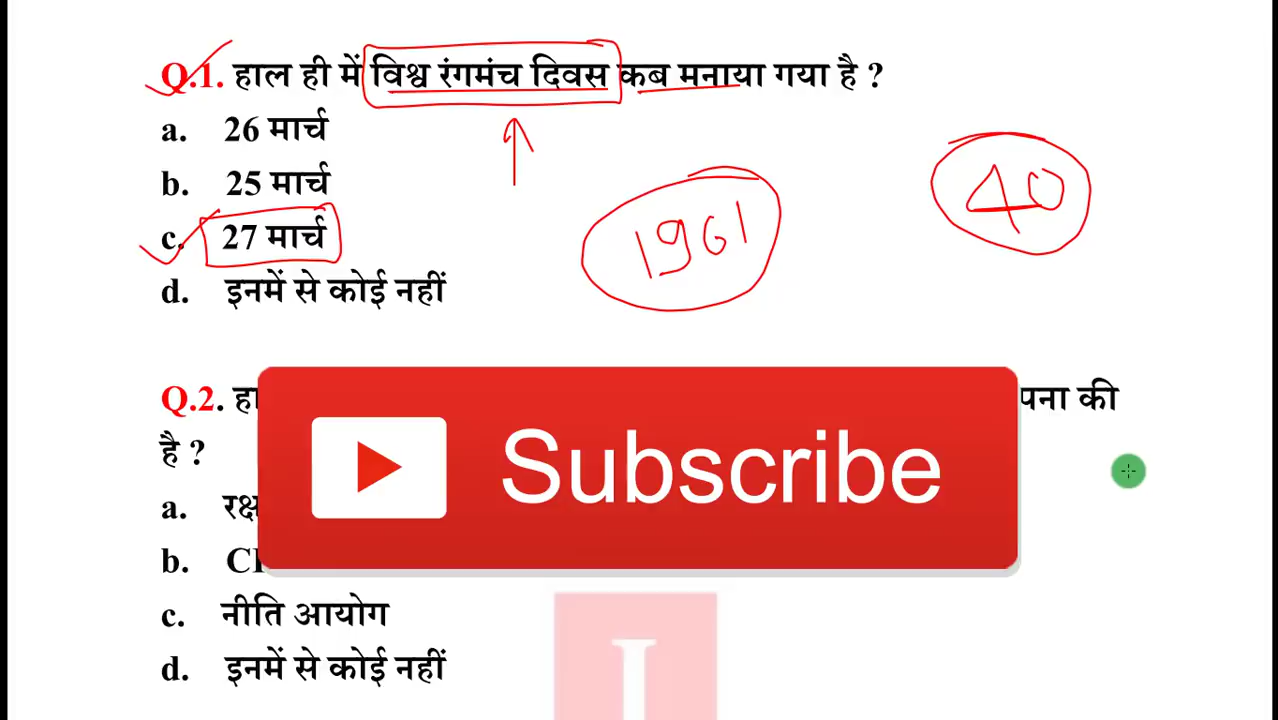 Q.1. हाल ही में विश्व रंगमंच दिवस कब मनाया गया है ?
a. 26 मार्च
b. 25 मार्च
c. 27 मार्च
d. इनमें से कोई नहीं
1961
40
Q.2. पना की
है ?
Subscribe
a.
b.
c. नीति आयोग
d. इनमें से कोई नहीं